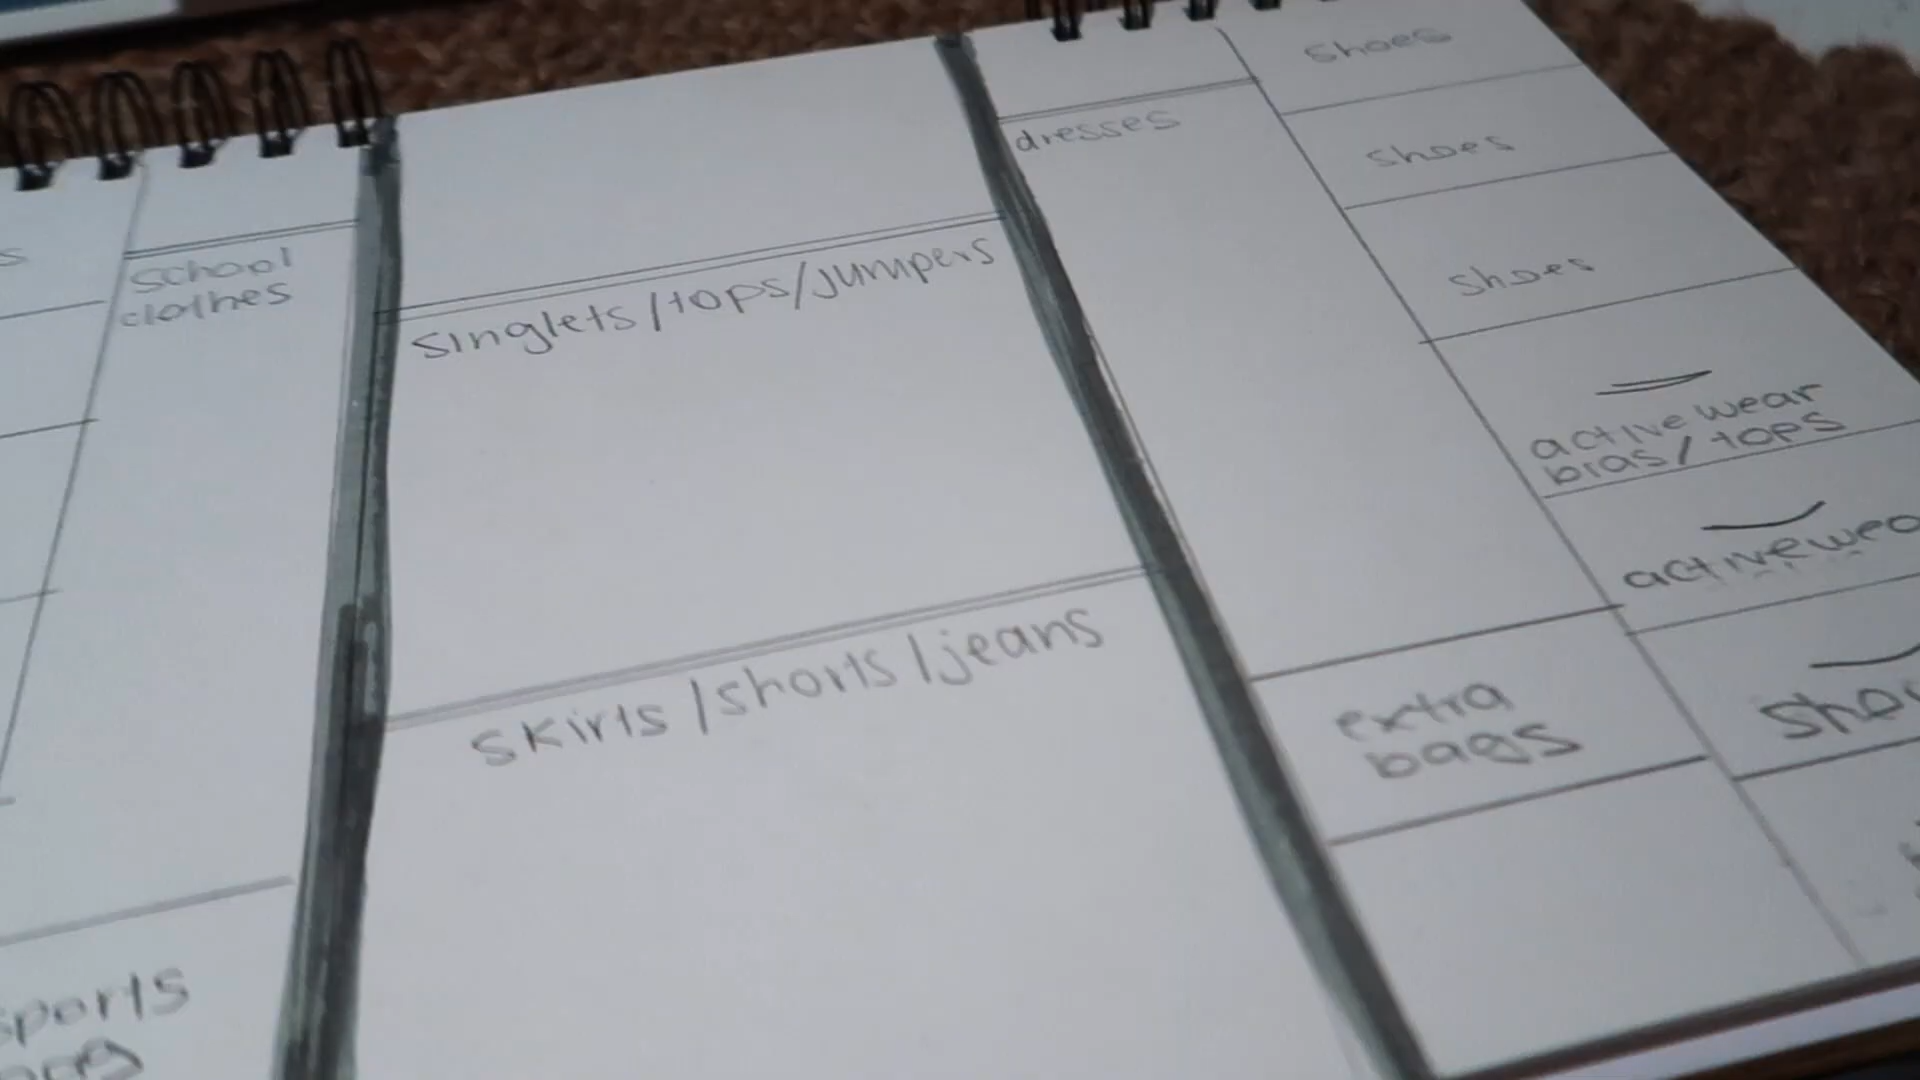 school
clothes
sports
singlets/tops/jumpers
skirts/shorts/jeans
dresses
extra
bags
shoes
shoes
shoes
active wear
bras/tops